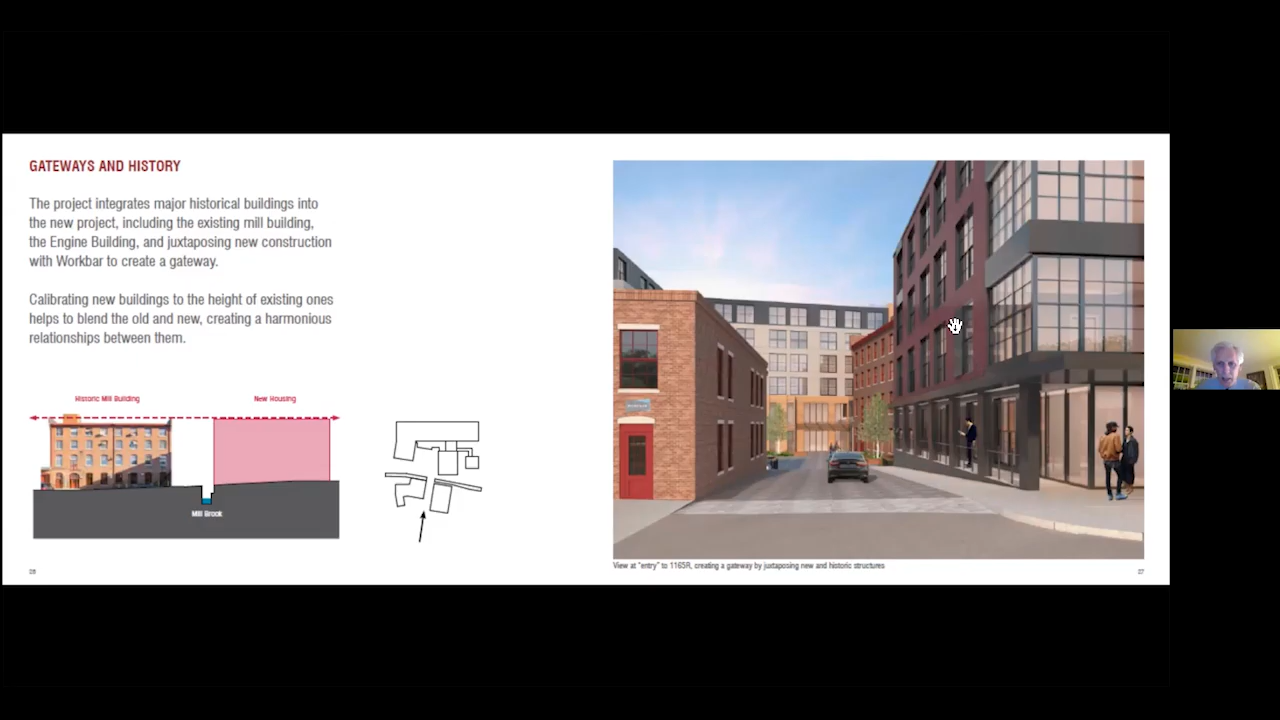 GATEWAYS AND HISTORY
The project integrates major historical buildings into
the new project, including the existing mill building,
the Engine Building, and juxtaposing new construction
with Workbar to create a gateway.
Calibrating new buildings to the height of existing ones
helps to blend the old and new, creating a harmonious
relationships between them.
Historic Mill Building
New Housing
Mill Brook
View at "entry" to 1165R, creating a gateway by juxtaposing new and historic structures
27